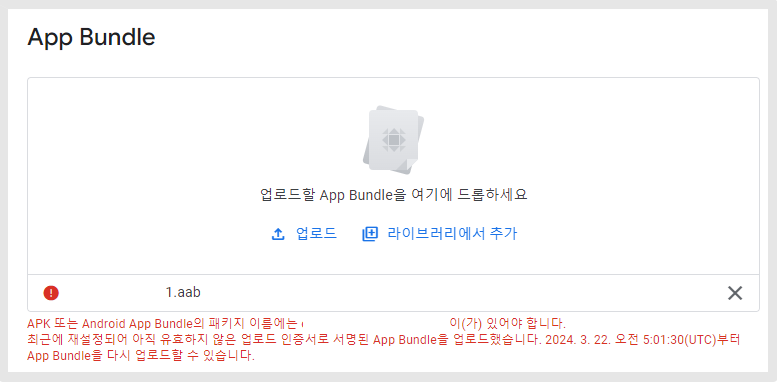 App Bundle
업로드할 App Bundle을 여기에 드롭하세요
업로드 라이브러리에서 추가
1.aab
APK 또는 Android App Bundle의 패키지 이름에는 이(가) 있어야 합니다.
최근에 재설정되어 아직 유효하지 않은 업로드 인증서로 서명된 App Bundle을 업로드했습니다. 2024. 3. 22. 오전 5:01:30(UTC)부터
App Bundle을 다시 업로드할 수 있습니다.